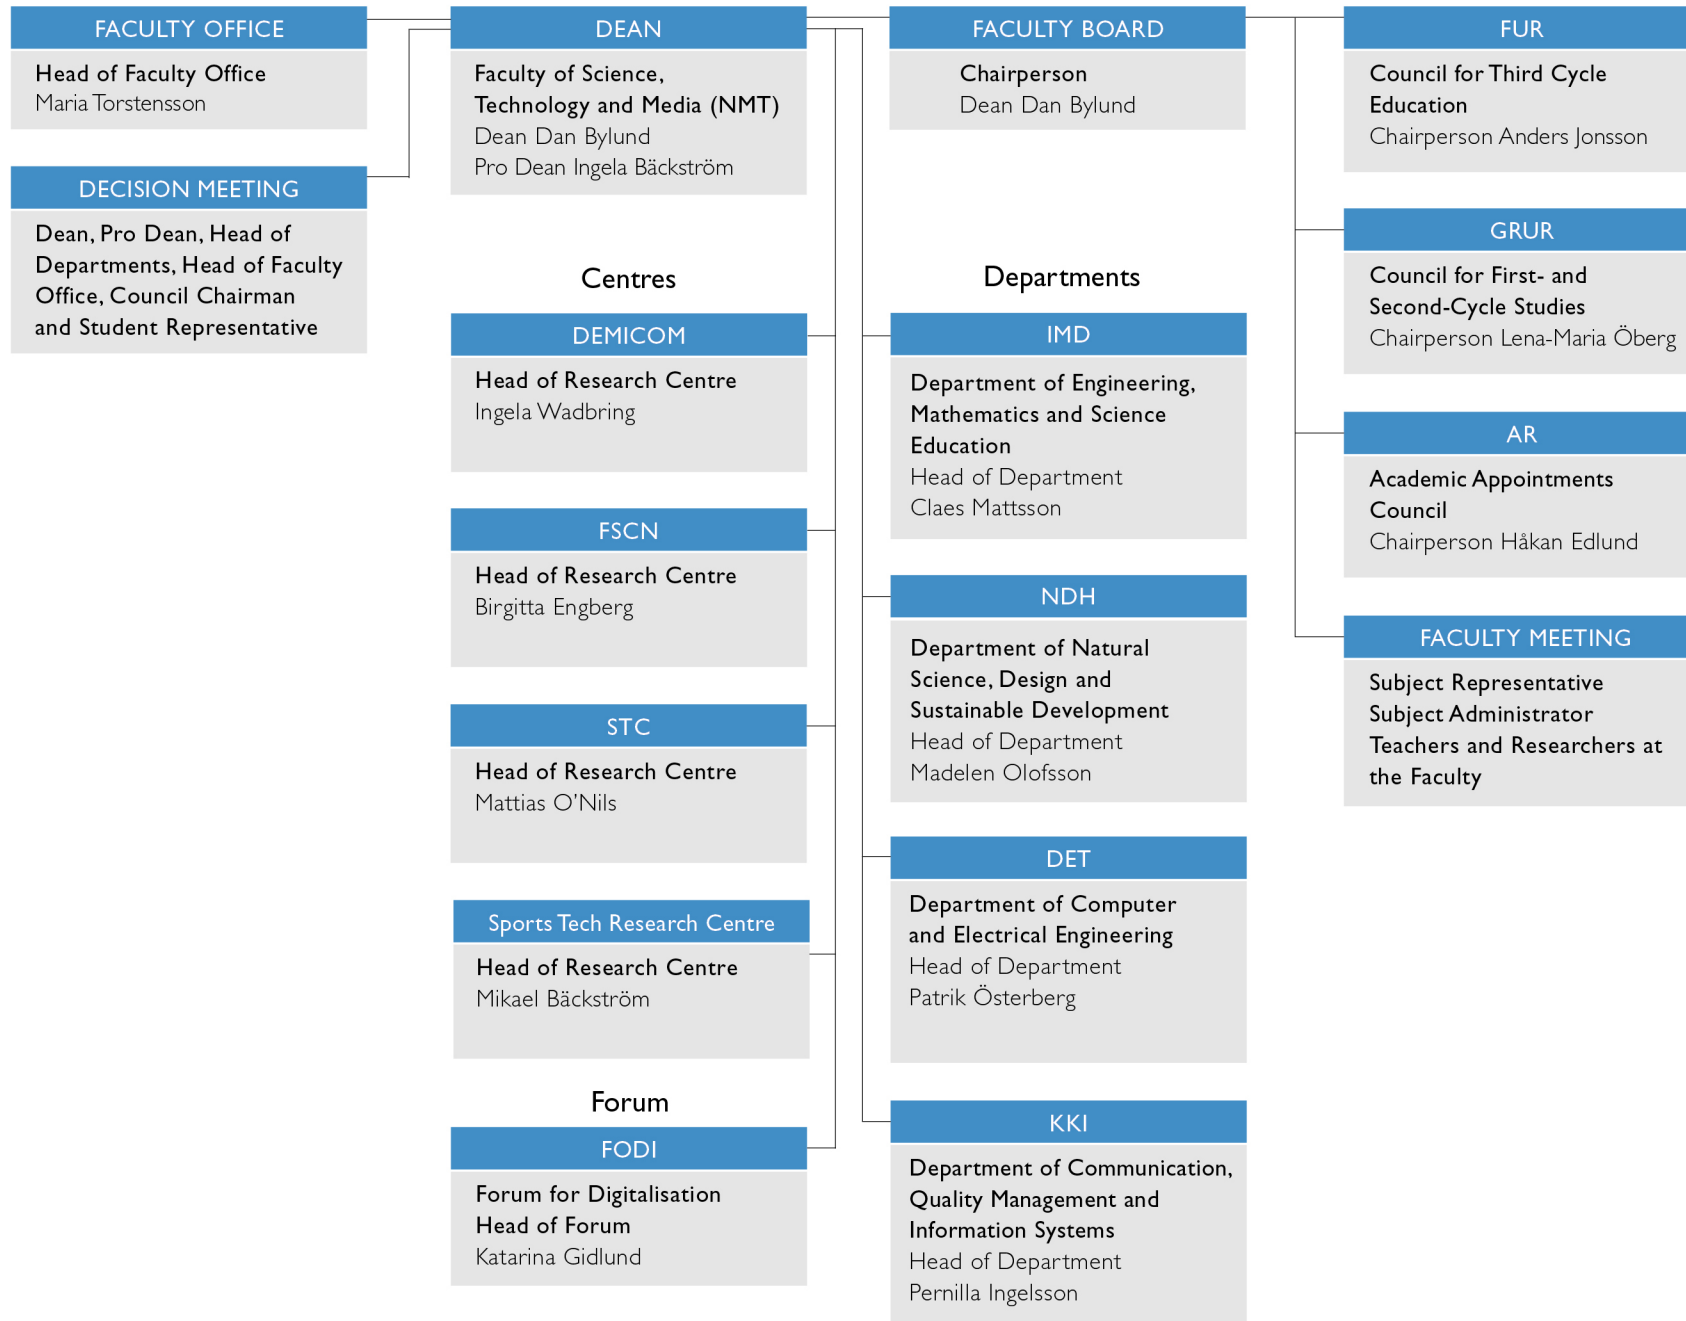 FACULTY OFFICE
Head of Faculty Office
Maria Torstensson
DECISION MEETING
Dean, Pro Dean, Head of
Departments, Head of Faculty
Office, Council Chairman
and Student Representative
DEAN
Faculty of Science,
Technology and Media (NMT)
Dean Dan Bylund
Pro Dean Ingela Bäckström
Centres
DEMICOM
Head of Research Centre
Ingela Wadbring
FSCN
Head of Research Centre
Birgitta Engberg
STC
Head of Research Centre
Mattias O’Nils
Sports Tech Research Centre
Head of Research Centre
Mikael Bäckström
Forum
FODI
Forum for Digitalisation
Head of Forum
Katarina Gidlund
FACULTY BOARD
Chairperson
Dean Dan Bylund
Departments
IMD
Department of Engineering,
Mathematics and Science
Education
Head of Department
Claes Mattsson
NDH
Department of Natural
Science, Design and
Sustainable Development
Head of Department
Madelen Olofsson
DET
Department of Computer
and Electrical Engineering
Head of Department
Patrik Österberg
KKI
Department of Communication,
Quality Management and
Information Systems
Head of Department
Pernilla Ingelsson
FUR
Council for Third Cycle
Education
Chairperson Anders Jonsson
GRUR
Council for First- and
Second-Cycle Studies
Chairperson Lena-Maria Öberg
AR
Academic Appointments
Council
Chairperson Håkan Edlund
FACULTY MEETING
Subject Representative
Subject Administrator
Teachers and Researchers at
the Faculty